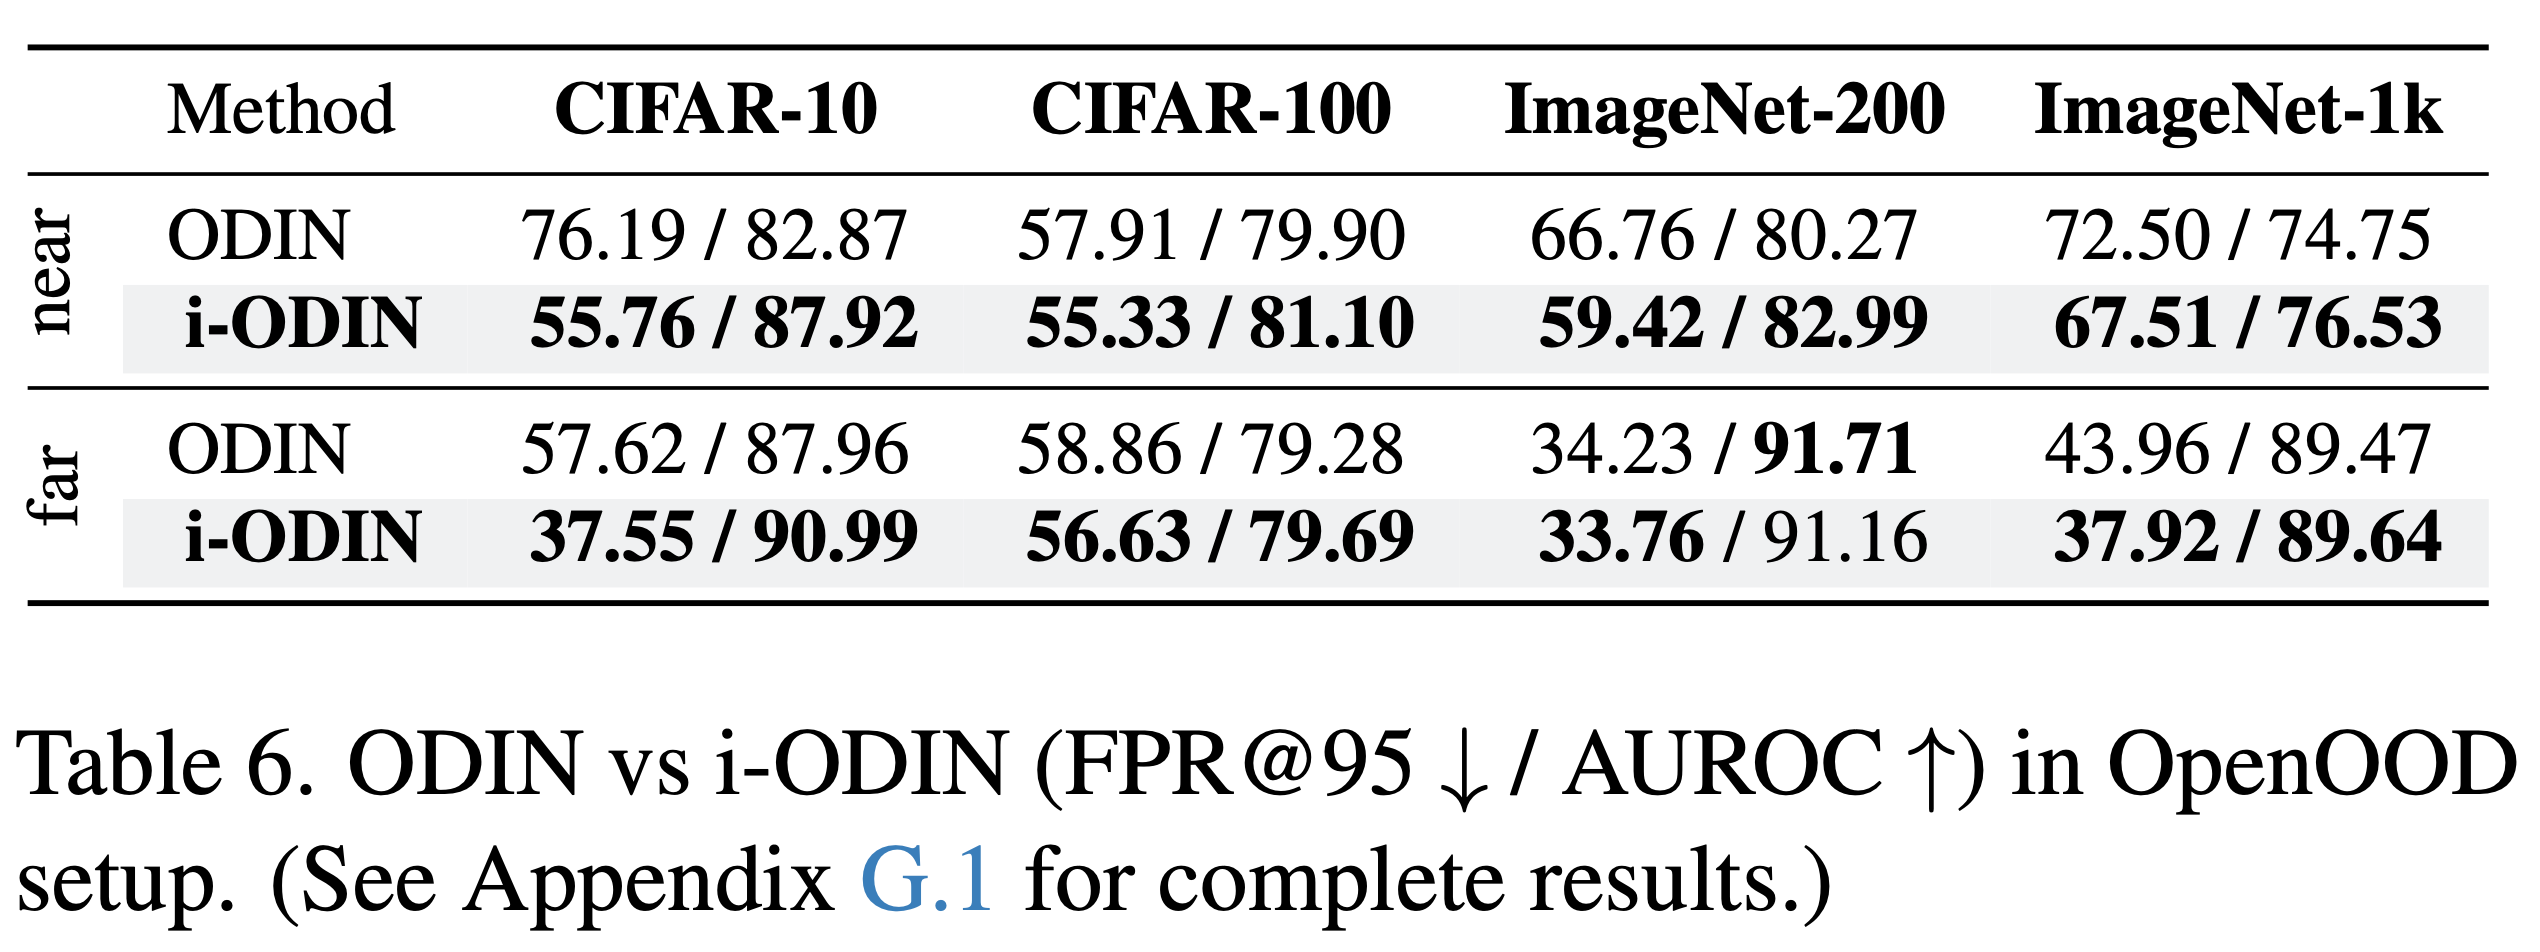 Method CIFAR-10 CIFAR-100 ImageNet-200 ImageNet-1k
near
ODIN 76.19 / 82.87 57.91 / 79.90 66.76 / 80.27 72.50 / 74.75
i-ODIN 55.76 / 87.92 55.33 / 81.10 59.42 / 82.99 67.51 / 76.53
far
ODIN 57.62 / 87.96 58.86 / 79.28 34.23 / 91.71 43.96 / 89.47
i-ODIN 37.55 / 90.99 56.63 / 79.69 33.76 / 91.16 37.92 / 89.64
Table 6. ODIN vs i-ODIN (FPR@95 ↓ / AUROC ↑) in OpenOOD
setup. (See Appendix G.1 for complete results.)